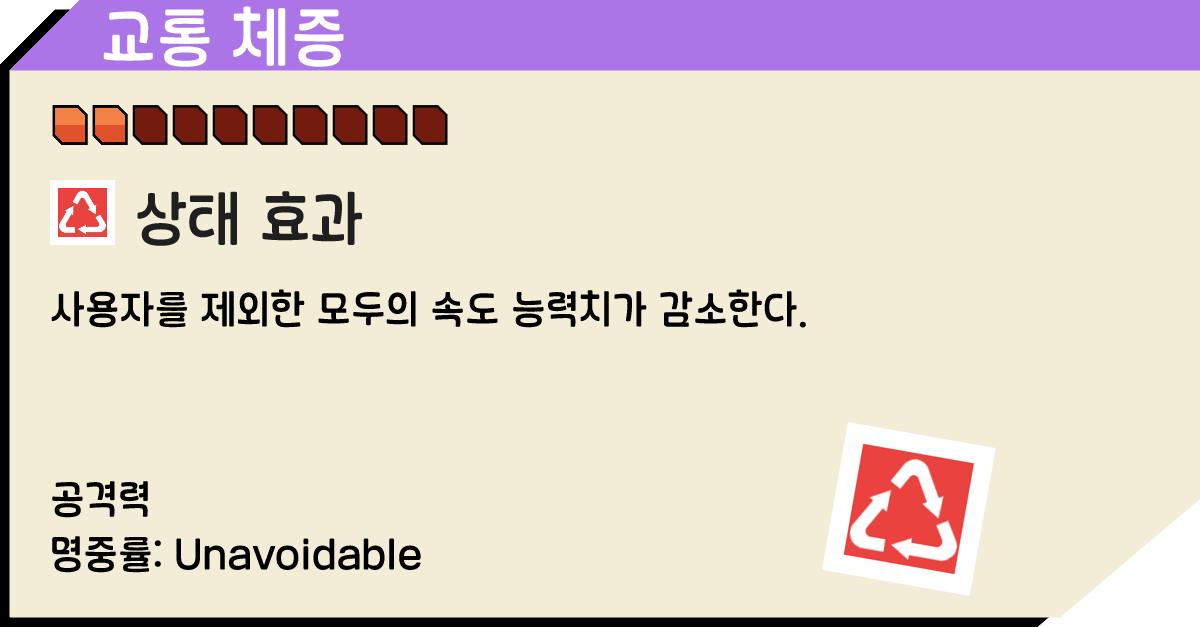 교통 체증
상태 효과
사용자를 제외한 모두의 속도 능력치가 감소한다.
공격력
명중률: Unavoidable